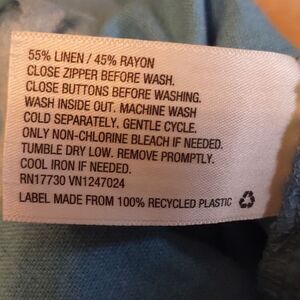 55% LINEN / 45% RAYON
CLOSE ZIPPER BEFORE WASH.
CLOSE BUTTONS BEFORE WASHING.
WASH INSIDE OUT. MACHINE WASH
COLD SEPARATELY. GENTLE CYCLE.
ONLY NON-CHLORINE BLEACH IF NEEDED.
TUMBLE DRY LOW. REMOVE PROMPTLY.
COOL IRON IF NEEDED.
RN17730 VN1247024
LABEL MADE FROM 100% RECYCLED PLASTIC